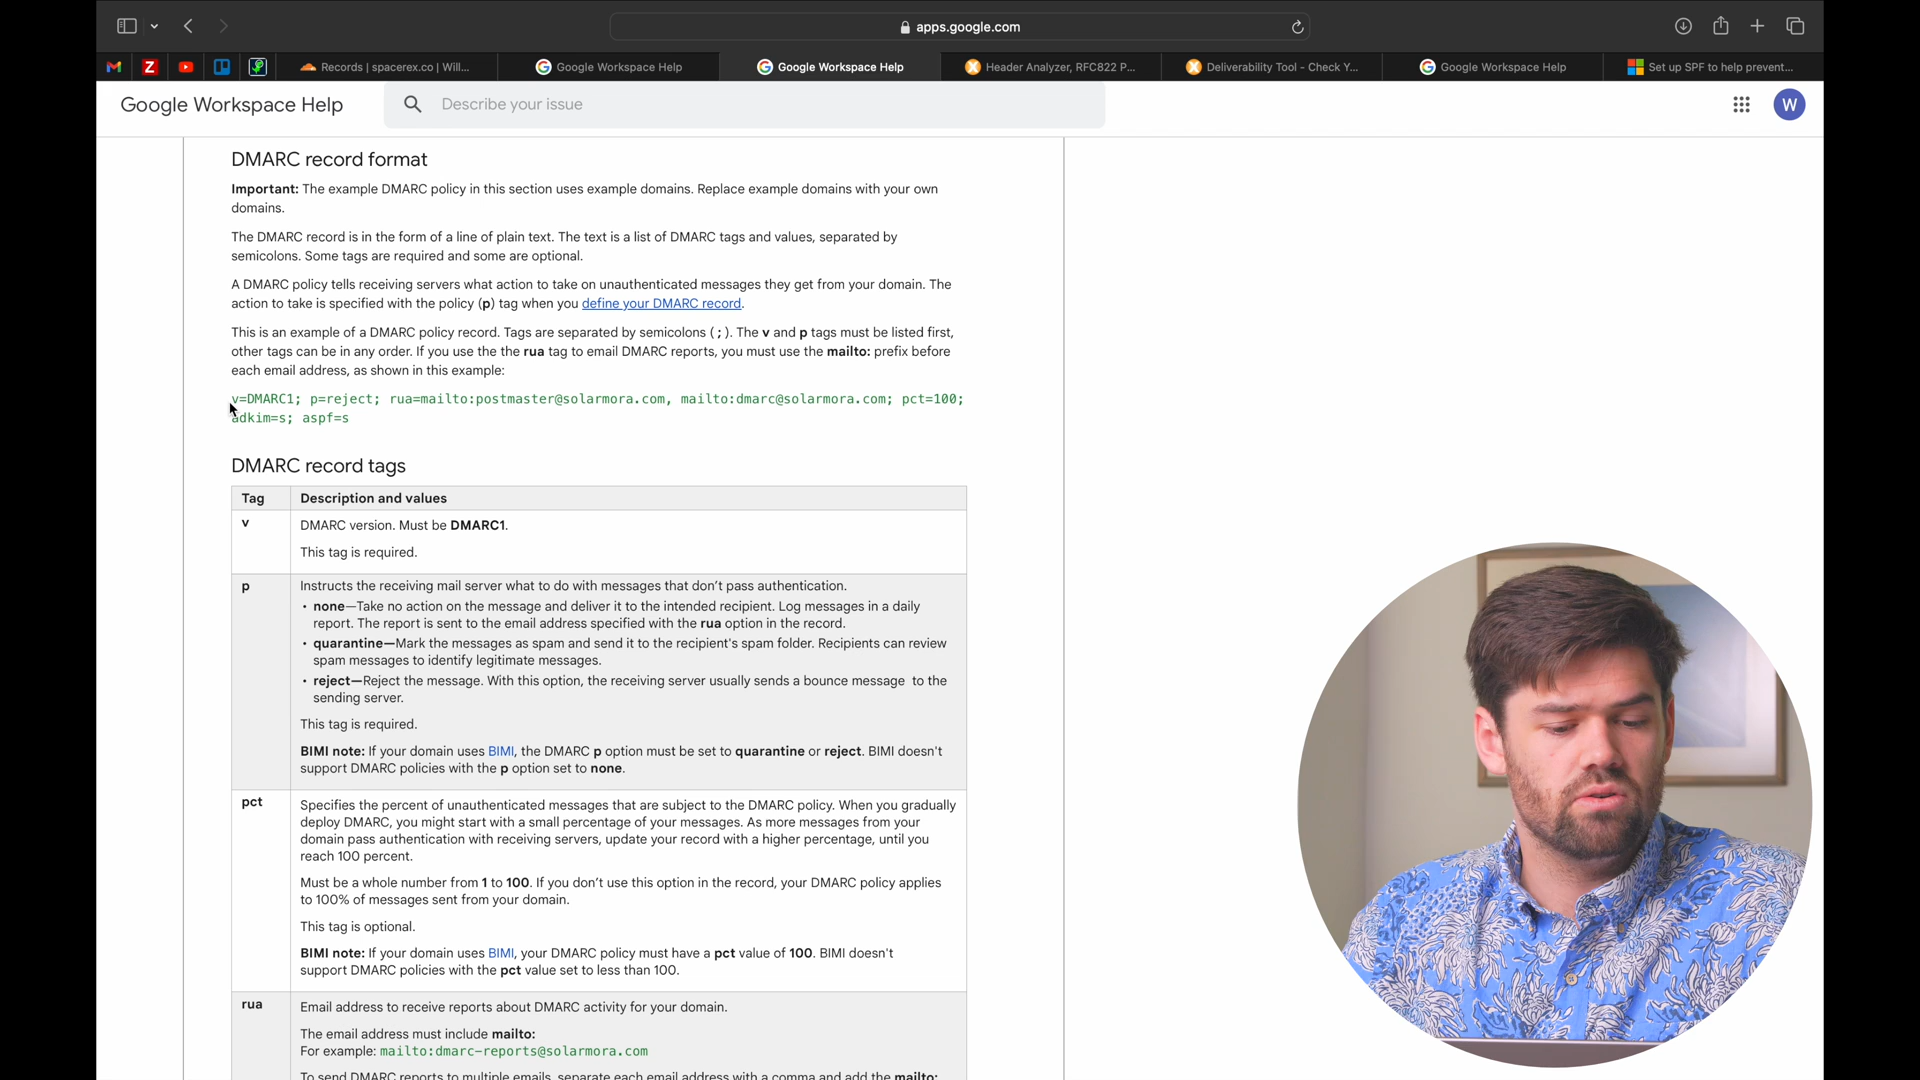 apps.google.com
Z
Records | spacerex.co | Will...
Google Workspace Help
Google Workspace Help
Header Analyzer, RFC822 P...
Deliverability Tool - Check Y...
Google Workspace Help
Set up SPF to help prevent...
Google Workspace Help
Describe your issue
W
DMARC record format
Important: The example DMARC policy in this section uses example domains. Replace example domains with your own
domains.
The DMARC record is in the form of a line of plain text. The text is a list of DMARC tags and values, separated by
semicolons. Some tags are required and some are optional.
A DMARC policy tells receiving servers what action to take on unauthenticated messages they get from your domain. The
action to take is specified with the policy (p) tag when you define your DMARC record.
This is an example of a DMARC policy record. Tags are separated by semicolons (;). The v and p tags must be listed first,
other tags can be in any order. If you use the the rua tag to email DMARC reports, you must use the mailto: prefix before
each email address, as shown in this example:
v=DMARC1; p=reject; rua=mailto:postmaster@solarmora.com, mailto:dmarc@solarmora.com; pct=100;
adkim=s; aspf=s
DMARC record tags
Tag
Description and values
v
DMARC version. Must be DMARC1.
This tag is required.
p
Instructs the receiving mail server what to do with messages that don't pass authentication.
• none—Take no action on the message and deliver it to the intended recipient. Log messages in a daily
report. The report is sent to the email address specified with the rua option in the record.
• quarantine—Mark the messages as spam and send it to the recipient's spam folder. Recipients can review
spam messages to identify legitimate messages.
• reject—Reject the message. With this option, the receiving server usually sends a bounce message to the
sending server.
This tag is required.
BIMI note: If your domain uses BIMI, the DMARC p option must be set to quarantine or reject. BIMI doesn't
support DMARC policies with the p option set to none.
pct
Specifies the percent of unauthenticated messages that are subject to the DMARC policy. When you gradually
deploy DMARC, you might start with a small percentage of your messages. As more messages from your
domain pass authentication with receiving servers, update your record with a higher percentage, until you
reach 100 percent.
Must be a whole number from 1 to 100. If you don't use this option in the record, your DMARC policy applies
to 100% of messages sent from your domain.
This tag is optional.
BIMI note: If your domain uses BIMI, your DMARC policy must have a pct value of 100. BIMI doesn't
support DMARC policies with the pct value set to less than 100.
rua
Email address to receive reports about DMARC activity for your domain.
The email address must include mailto:
For example: mailto:dmarc-reports@solarmora.com
To send DMARC reports to multiple emails, separate each email address with a comma and add the mailto: